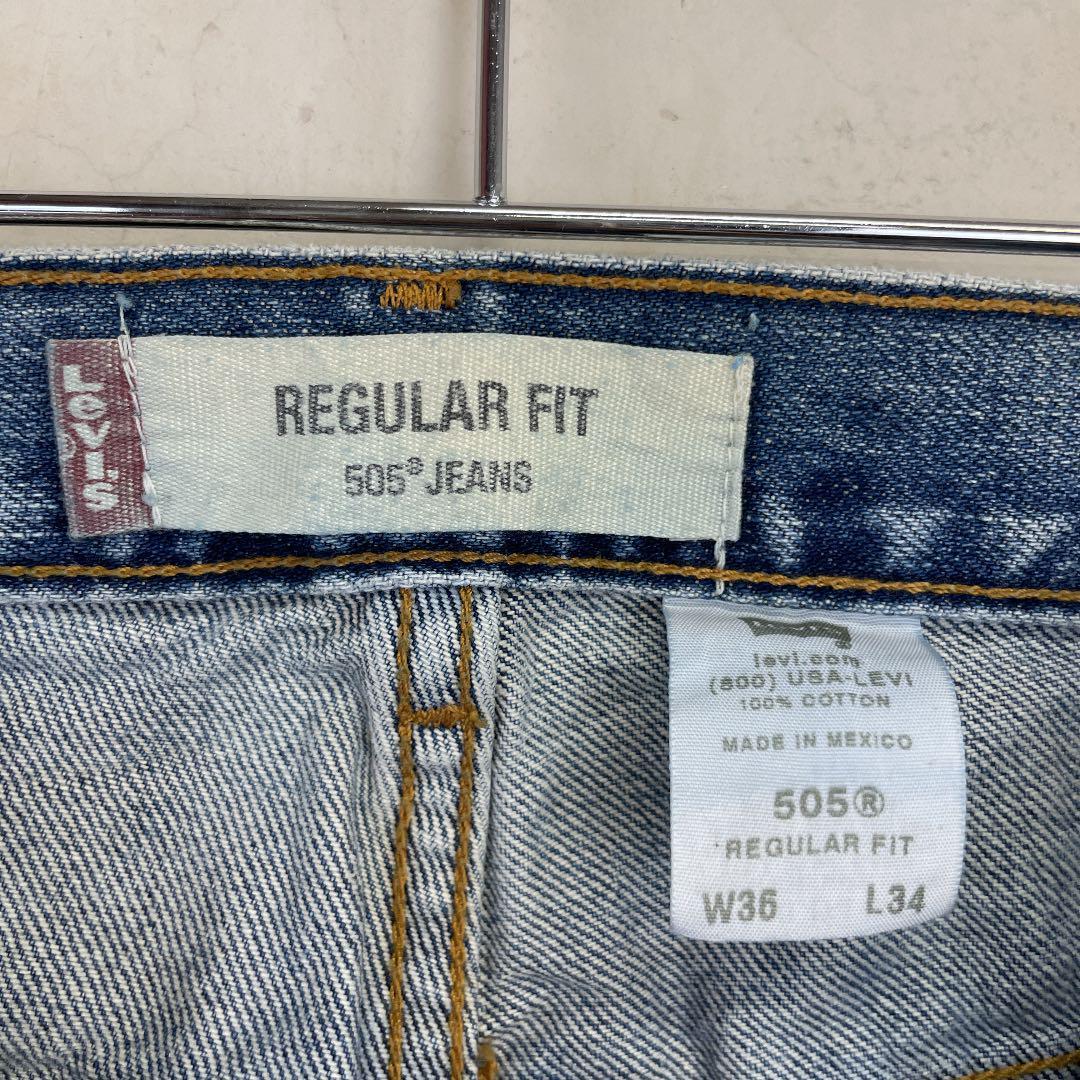 LeviS
REGULAR FIT
505® JEANS
levi.com
(800) USA-LEVI
100% COTTON
MADE IN MEXICO
505®
REGULAR FIT
W36 L34